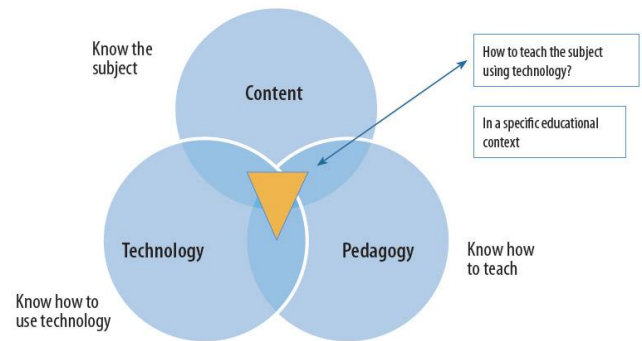 Know the
subject
Content
How to teach the subject
using technology?
In a specific educational
context
Technology
Pedagogy
Know how
to teach
Know how to
use technology